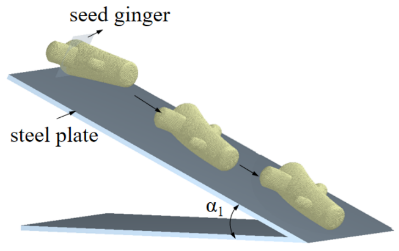 seed ginger
steel plate
α₁